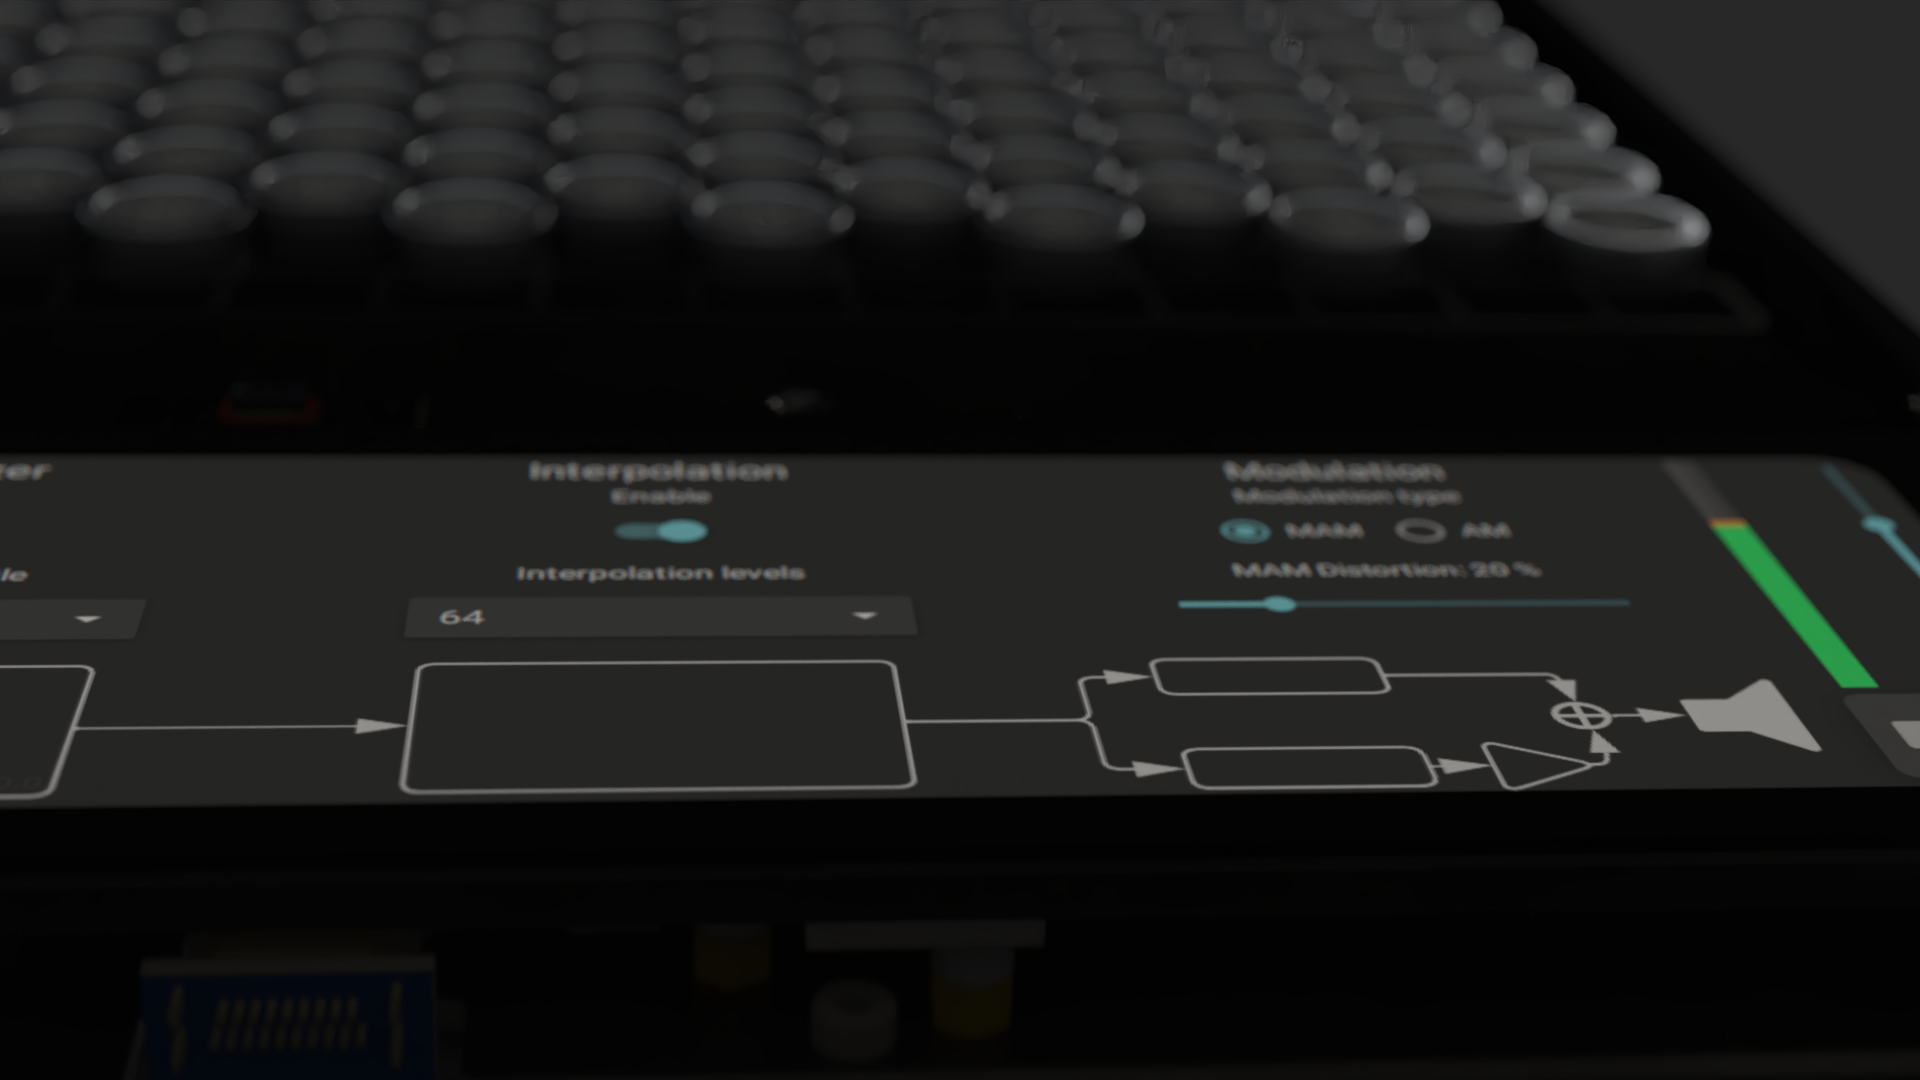 Interpolation
Enable
Interpolation levels
64
Modulation
Modulation type
MAM AM
MAM Distortion: 20 %